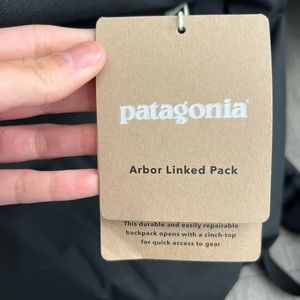 patagonia
Arbor Linked Pack
This durable and easily repairable
backpack opens with a cinch-top
for quick access to gear